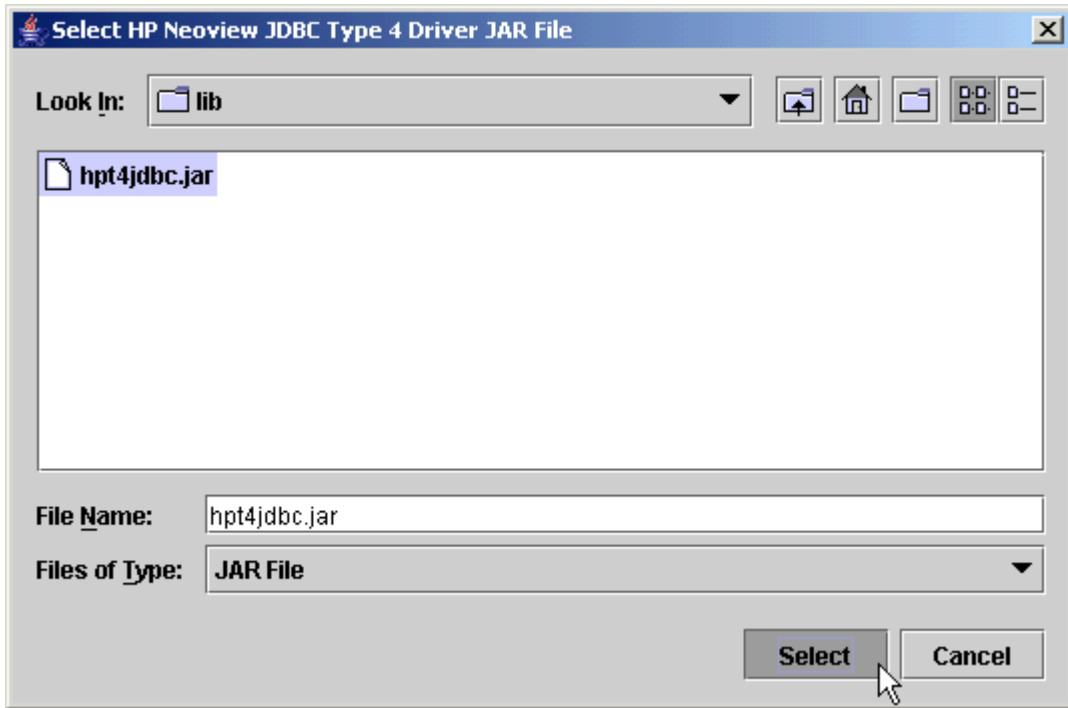 Select HP Neoview JDBC Type 4 Driver JAR File
Look In: lib
hpt4jdbc.jar
File Name: hpt4jdbc.jar
Files of Type: JAR File
Select Cancel